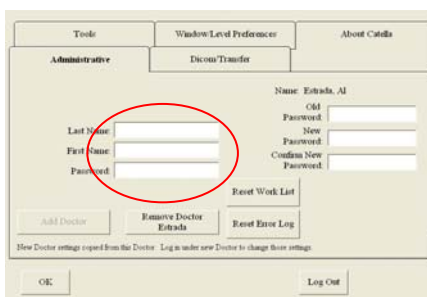 Tools
Window/Level Preferences
About Catella
Administrative
Dicom/Transfer
Name: Estrada, Al
Old
Password:
Last Name:
New
Password:
First Name:
Confirm New
Password:
Password:
Reset Work List
Add Doctor
Remove Doctor
Estrada
Reset Error Log
New Doctor settings copied from this Doctor. Log in under new Doctor to change those settings.
OK
Log Out